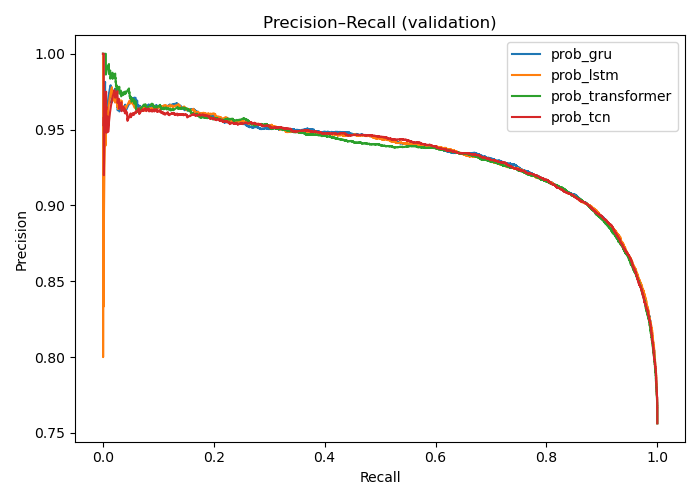 Precision–Recall (validation)
prob_gru
prob_lstm
prob_transformer
prob_tcn
1.00
0.95
0.90
0.85
0.80
0.75
Precision
0.0 0.2 0.4 0.6 0.8 1.0
Recall